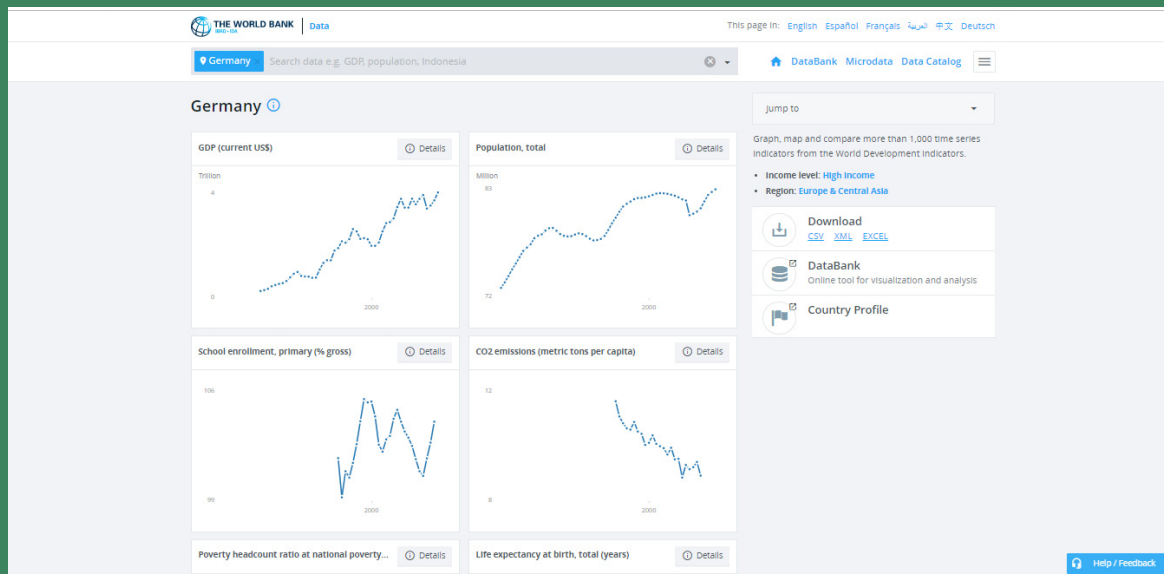 THE WORLD BANK
IBRD • IDA
Data
This page in: English Español Français العربية 中文 Deutsch
Germany × Search data e.g. GDP, population, Indonesia
DataBank Microdata Data Catalog
Germany
Jump to
Graph, map and compare more than 1,000 time series
indicators from the World Development Indicators.
• Income level: High income
• Region: Europe & Central Asia
Download
CSV XML EXCEL
DataBank
Online tool for visualization and analysis
Country Profile
GDP (current US$) Details
Trillion
4
0
2000
Population, total Details
Million
83
72
2000
School enrollment, primary (% gross) Details
106
99
2000
CO2 emissions (metric tons per capita) Details
12
8
2000
Poverty headcount ratio at national poverty... Details
Life expectancy at birth, total (years) Details
Help / Feedback